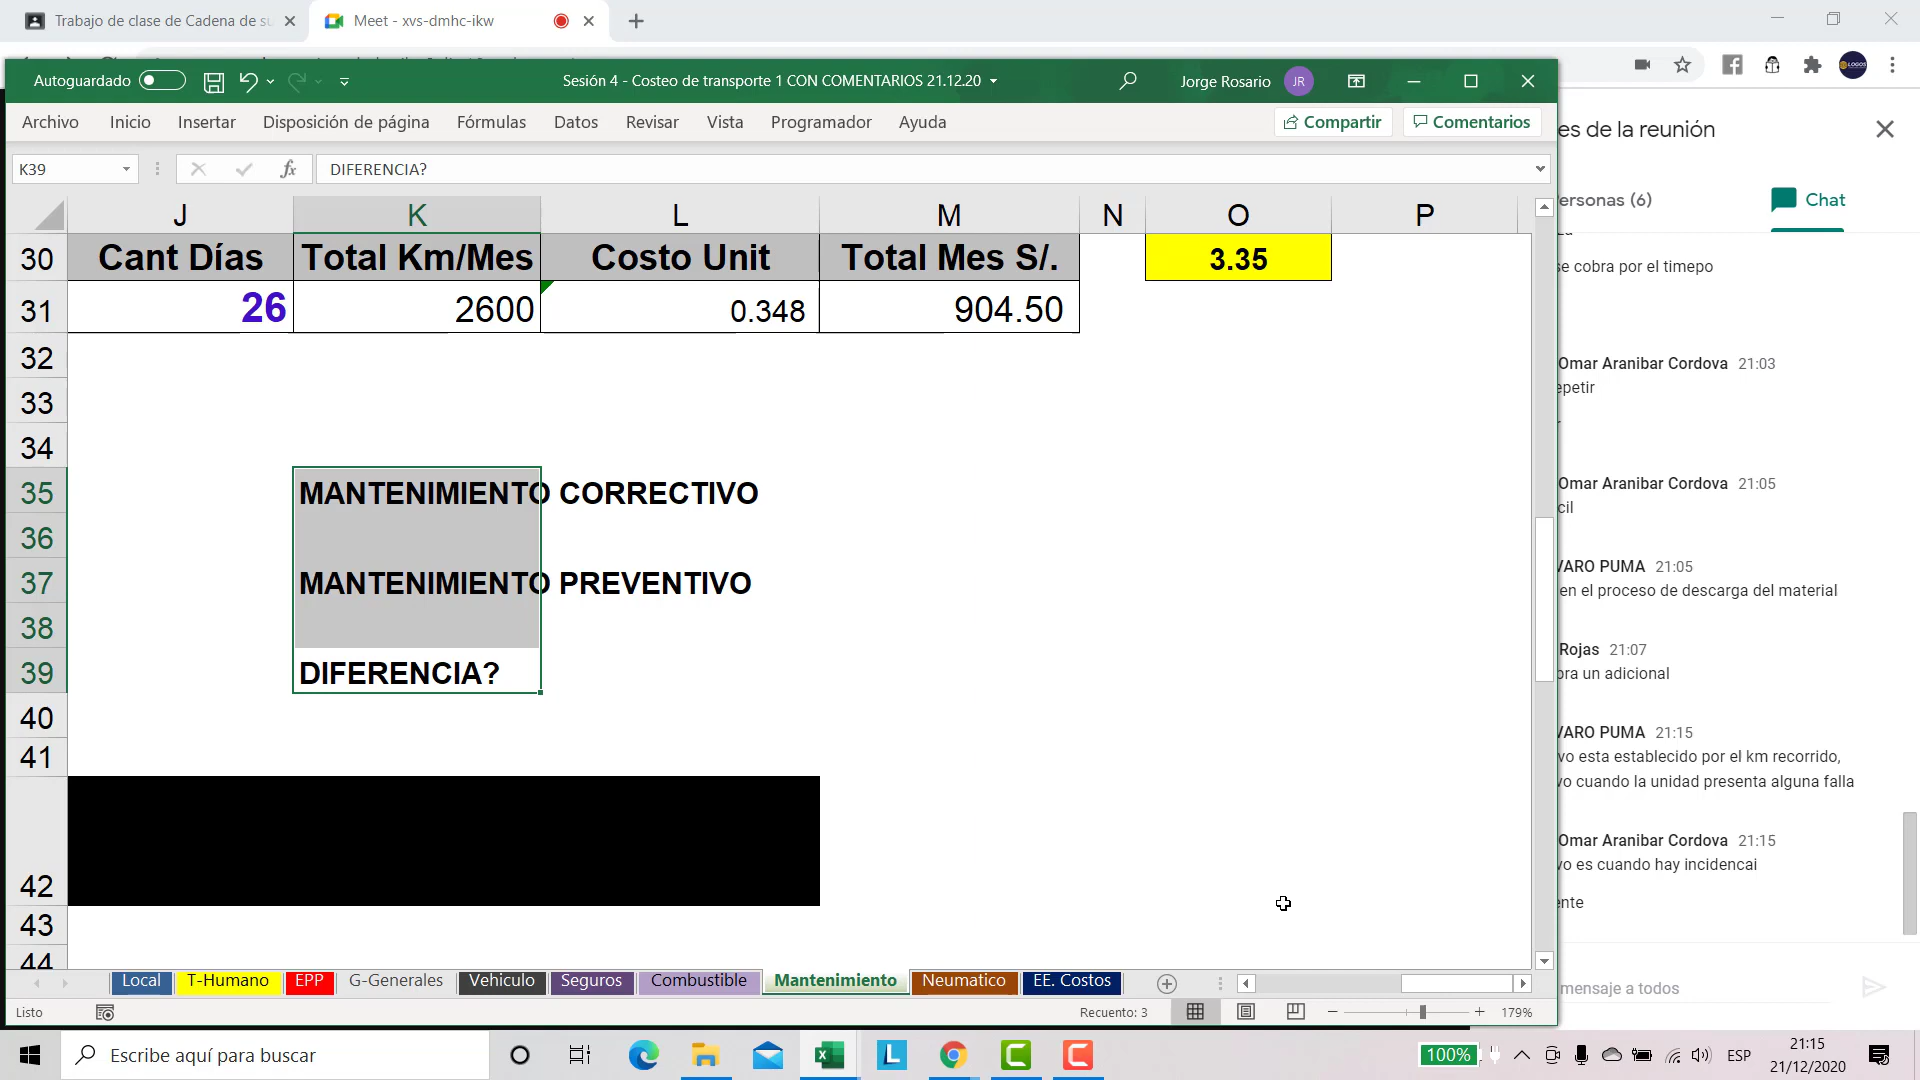 Trabajo de clase de Cadena de su
Meet - xvs-dmhc-ikw
Autoguardado
Sesión 4 - Costeo de transporte 1 CON COMENTARIOS 21.12.20
Jorge Rosario
JR
Archivo
Inicio
Insertar
Disposición de página
Fórmulas
Datos
Revisar
Vista
Programador
Ayuda
Compartir
Comentarios
K39
fx
DIFERENCIA?
J K L M N O P
30 Cant Días Total Km/Mes Costo Unit Total Mes S/. 3.35
31 26 2600 0.348 904.50
32
33
34
35 MANTENIMIENTO CORRECTIVO
36
37 MANTENIMIENTO PREVENTIVO
38
39 DIFERENCIA?
40
41
42
43
44
Local
T-Humano
EPP
G-Generales
Vehiculo
Seguros
Combustible
Mantenimiento
Neumatico
EE. Costos
Listo
Recuento: 3
179%
es de la reunión
ersonas (6)
Chat
se cobra por el timepo
Omar Aranibar Cordova 21:03
epetir
Omar Aranibar Cordova 21:05
cil
VARO PUMA 21:05
en el proceso de descarga del material
Rojas 21:07
bra un adicional
VARO PUMA 21:15
vo esta establecido por el km recorrido,
vo cuando la unidad presenta alguna falla
Omar Aranibar Cordova 21:15
vo es cuando hay incidencai
ente
mensaje a todos
Escribe aquí para buscar
100%
ESP
21:15
21/12/2020